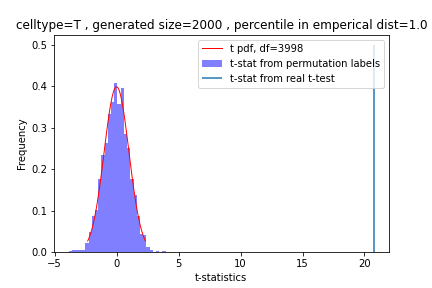 celltype=T , generated size=2000 , percentile in emperical dist=1.0
t pdf, df=3998
t-stat from permutation labels
t-stat from real t-test
Frequency
0.5
0.4
0.3
0.2
0.1
0.0
−5 0 5 10 15 20
t-statistics